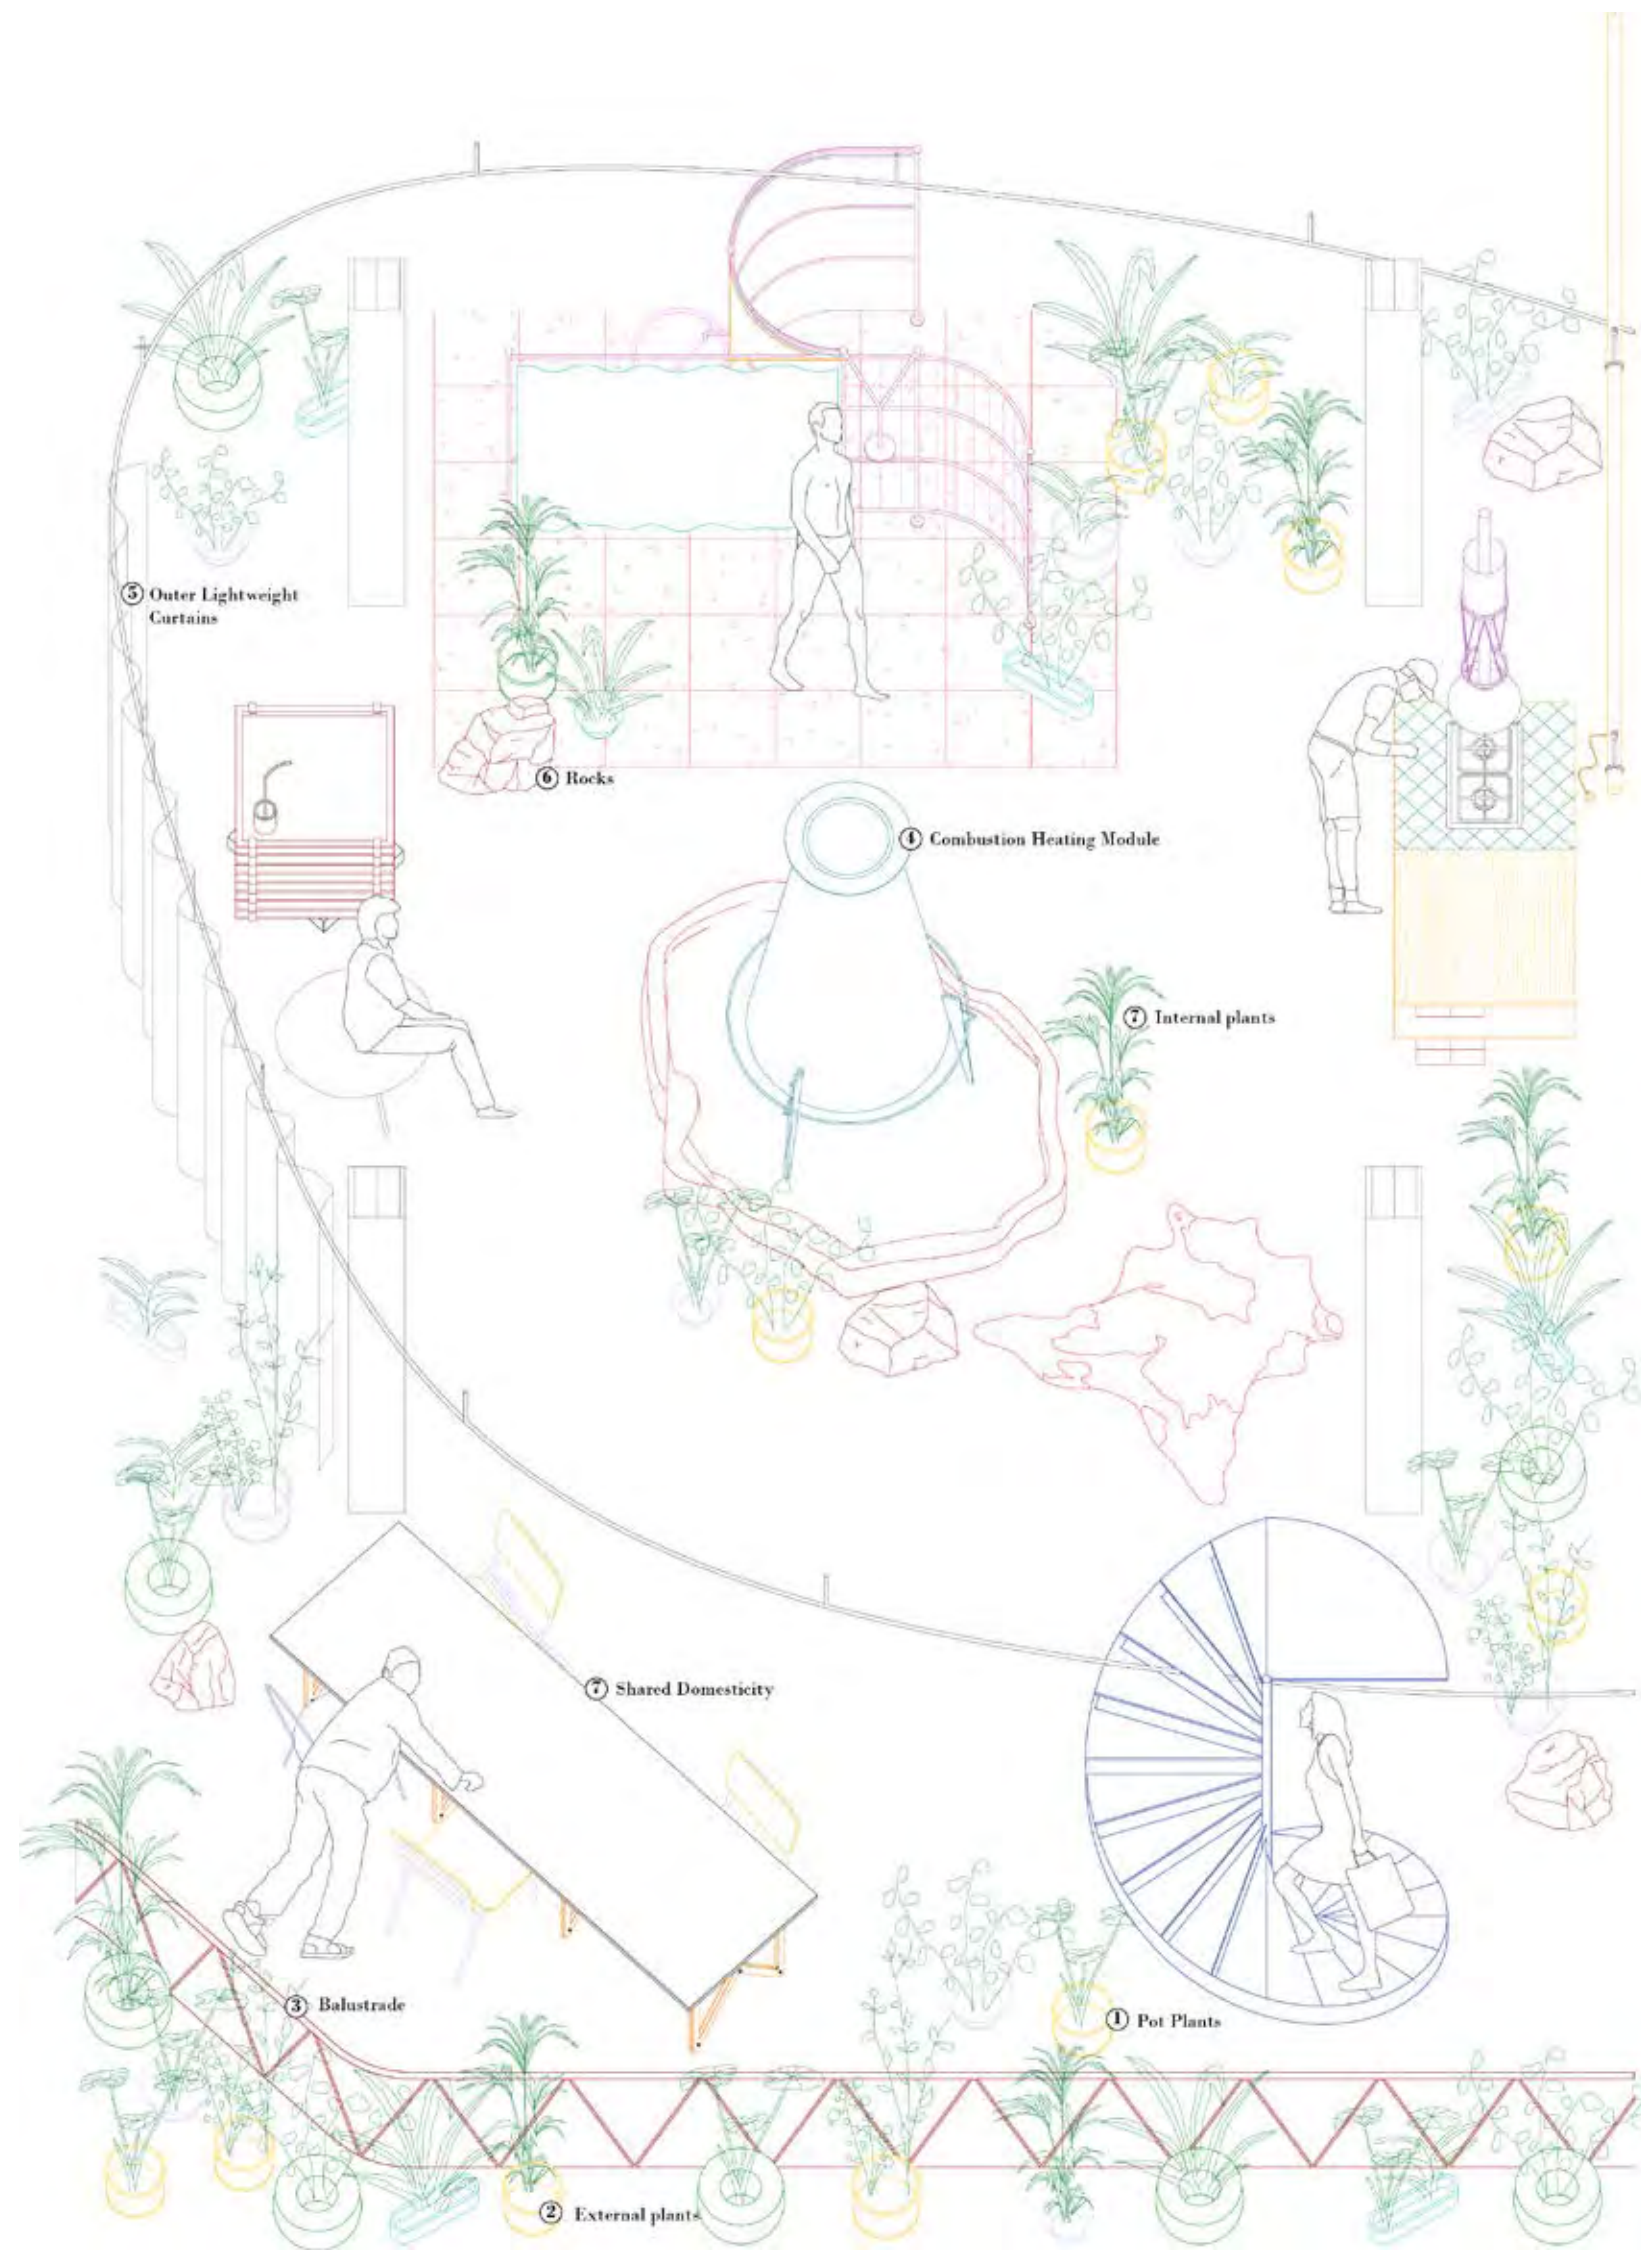 ⑤ Outer Lightweight
Curtains
⑥ Rocks
④ Combustion Heating Module
⑦ Internal plants
⑦ Shared Domesticity
③ Balustrade
① Pot Plants
② External plants